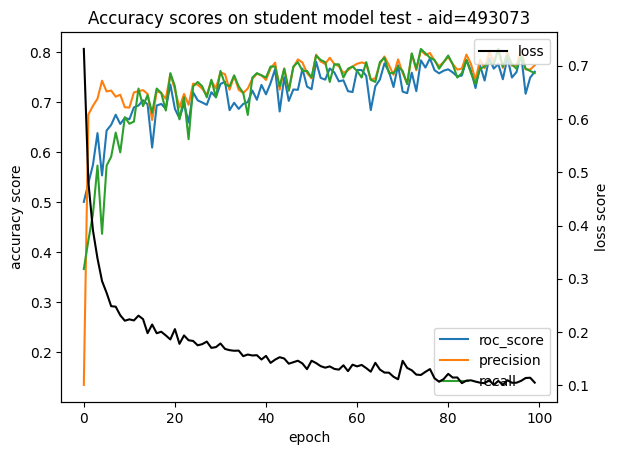 Accuracy scores on student model test - aid=493073
loss
0.8
0.7
0.6
0.5
0.4
0.3
0.2
accuracy score
0.7
0.6
0.5
0.4
0.3
0.2
0.1
loss score
roc_score
precision
recall
0
20
40
60
80
100
epoch